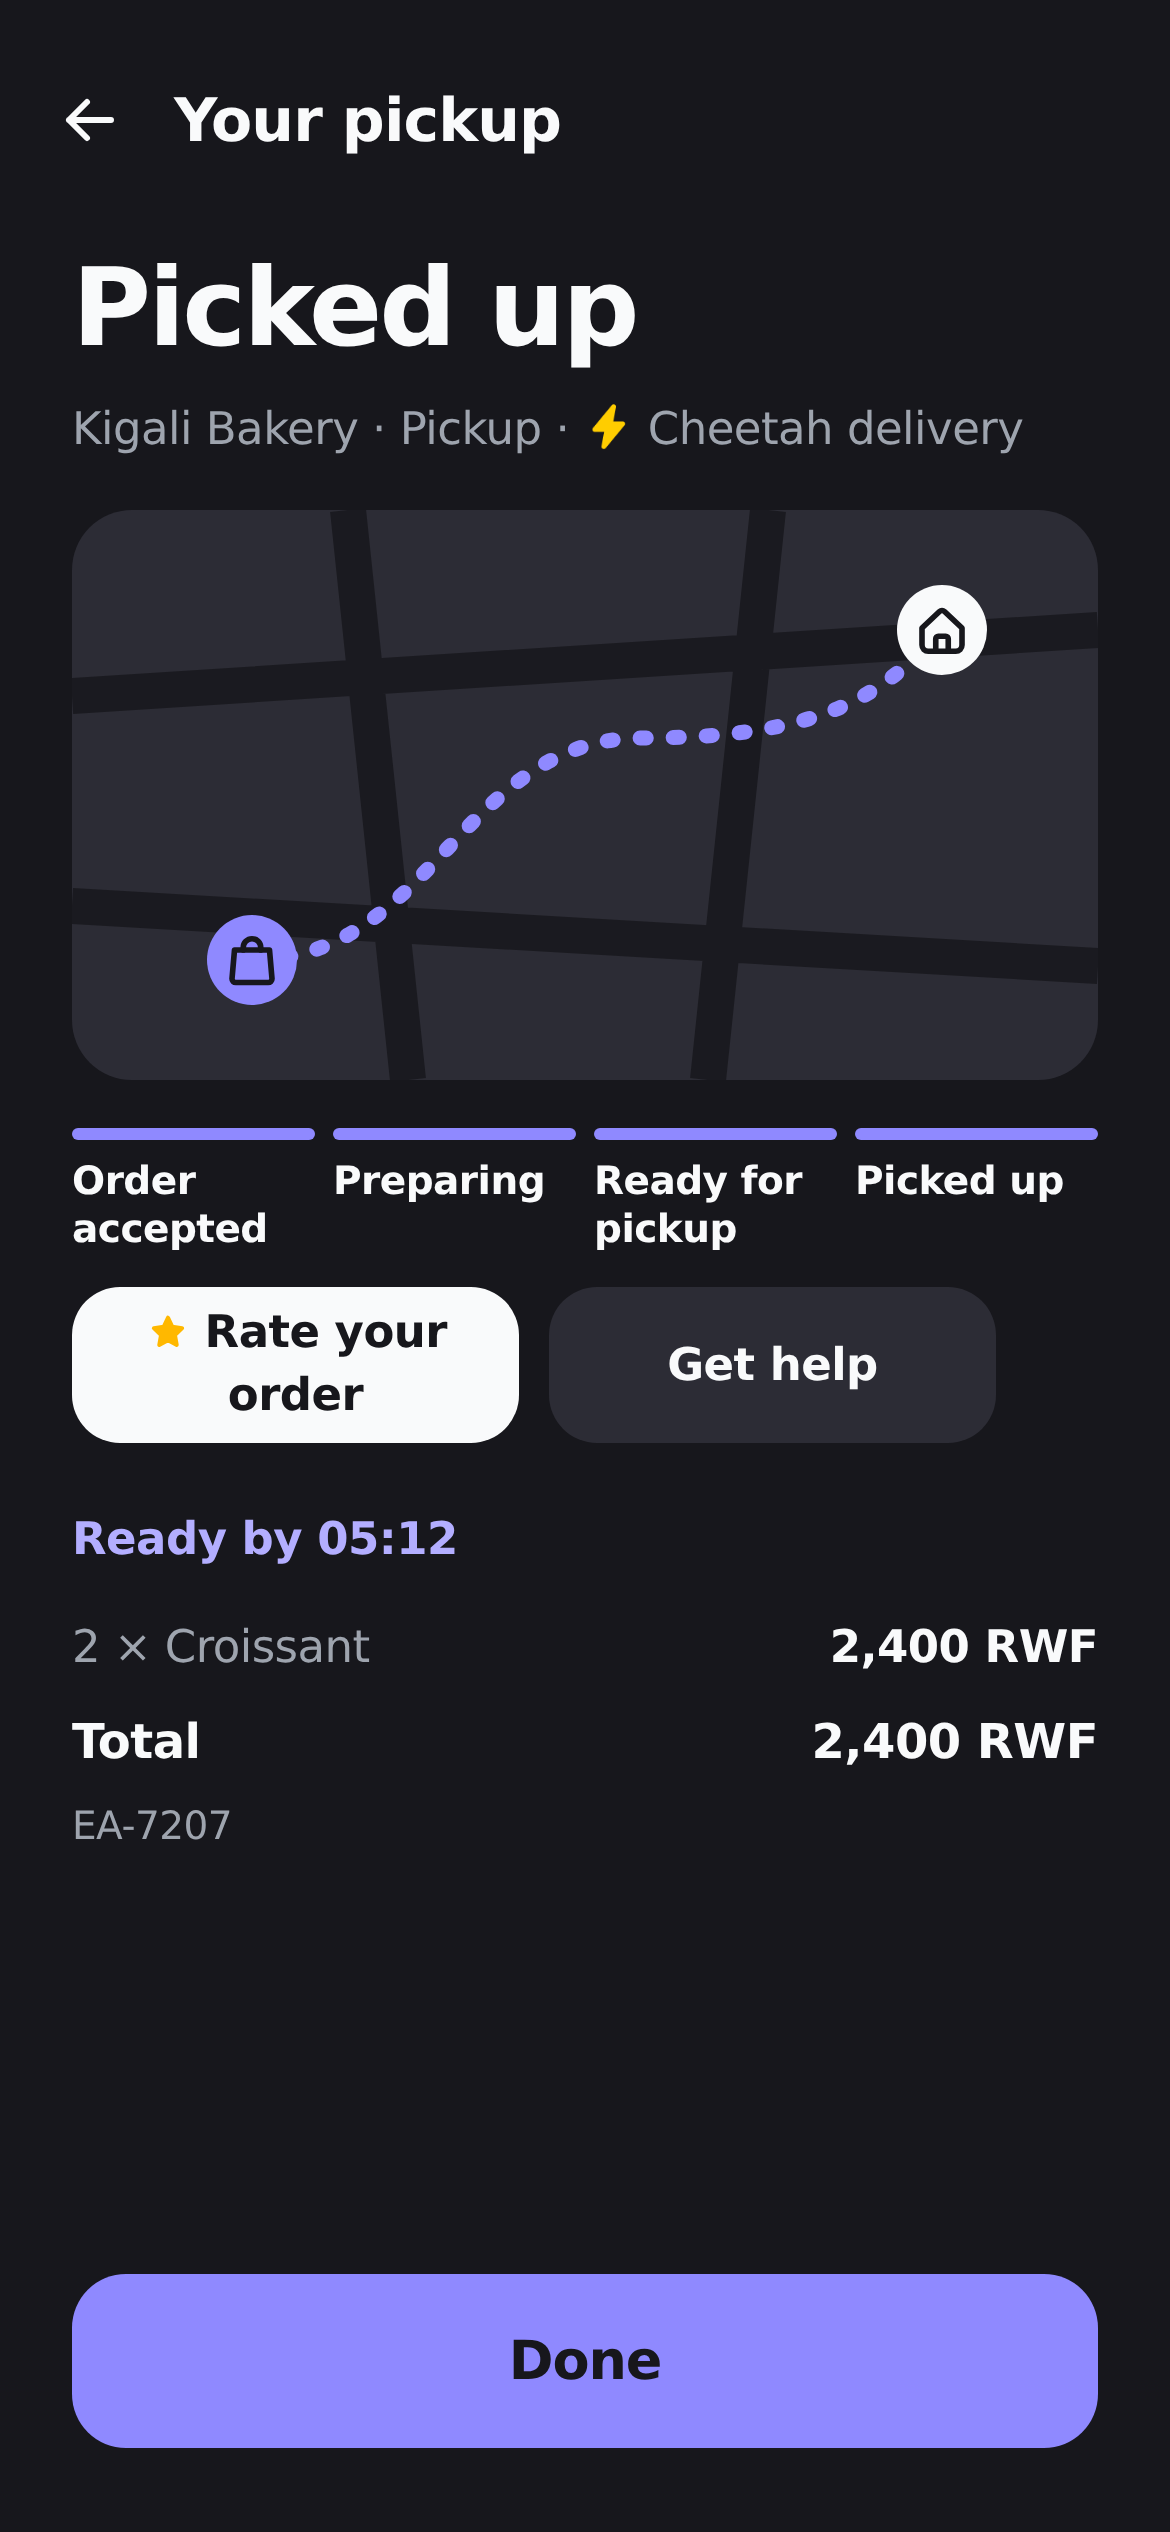 Your pickup
Picked up
Kigali Bakery · Pickup · ⚡ Cheetah delivery
Order accepted
Preparing
Ready for pickup
Picked up
⭐ Rate your order
Get help
Ready by 05:12
2 × Croissant 2,400 RWF
Total 2,400 RWF
EA-7207
Done